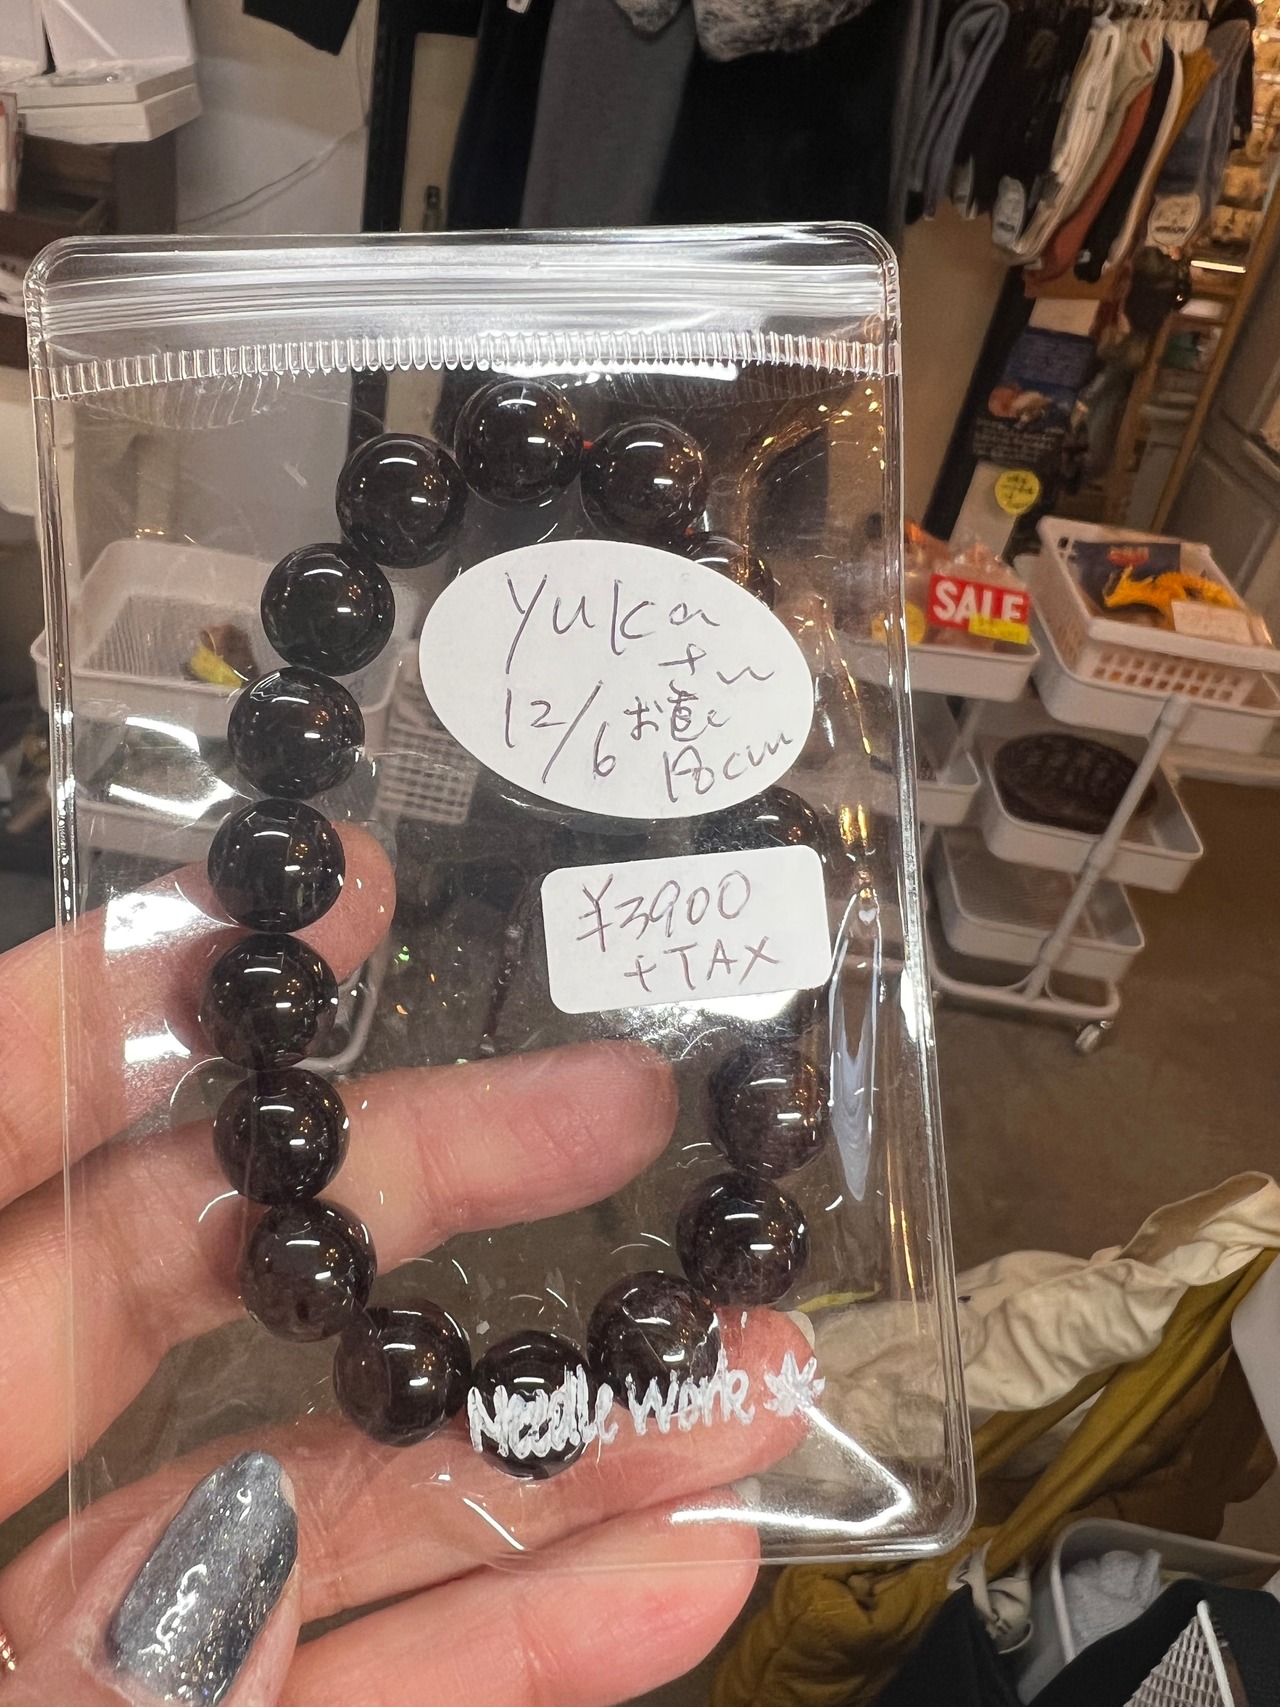 Yuka
さん
12/6 お直し
18cm
¥3900
+TAX
Needle Work
SALE